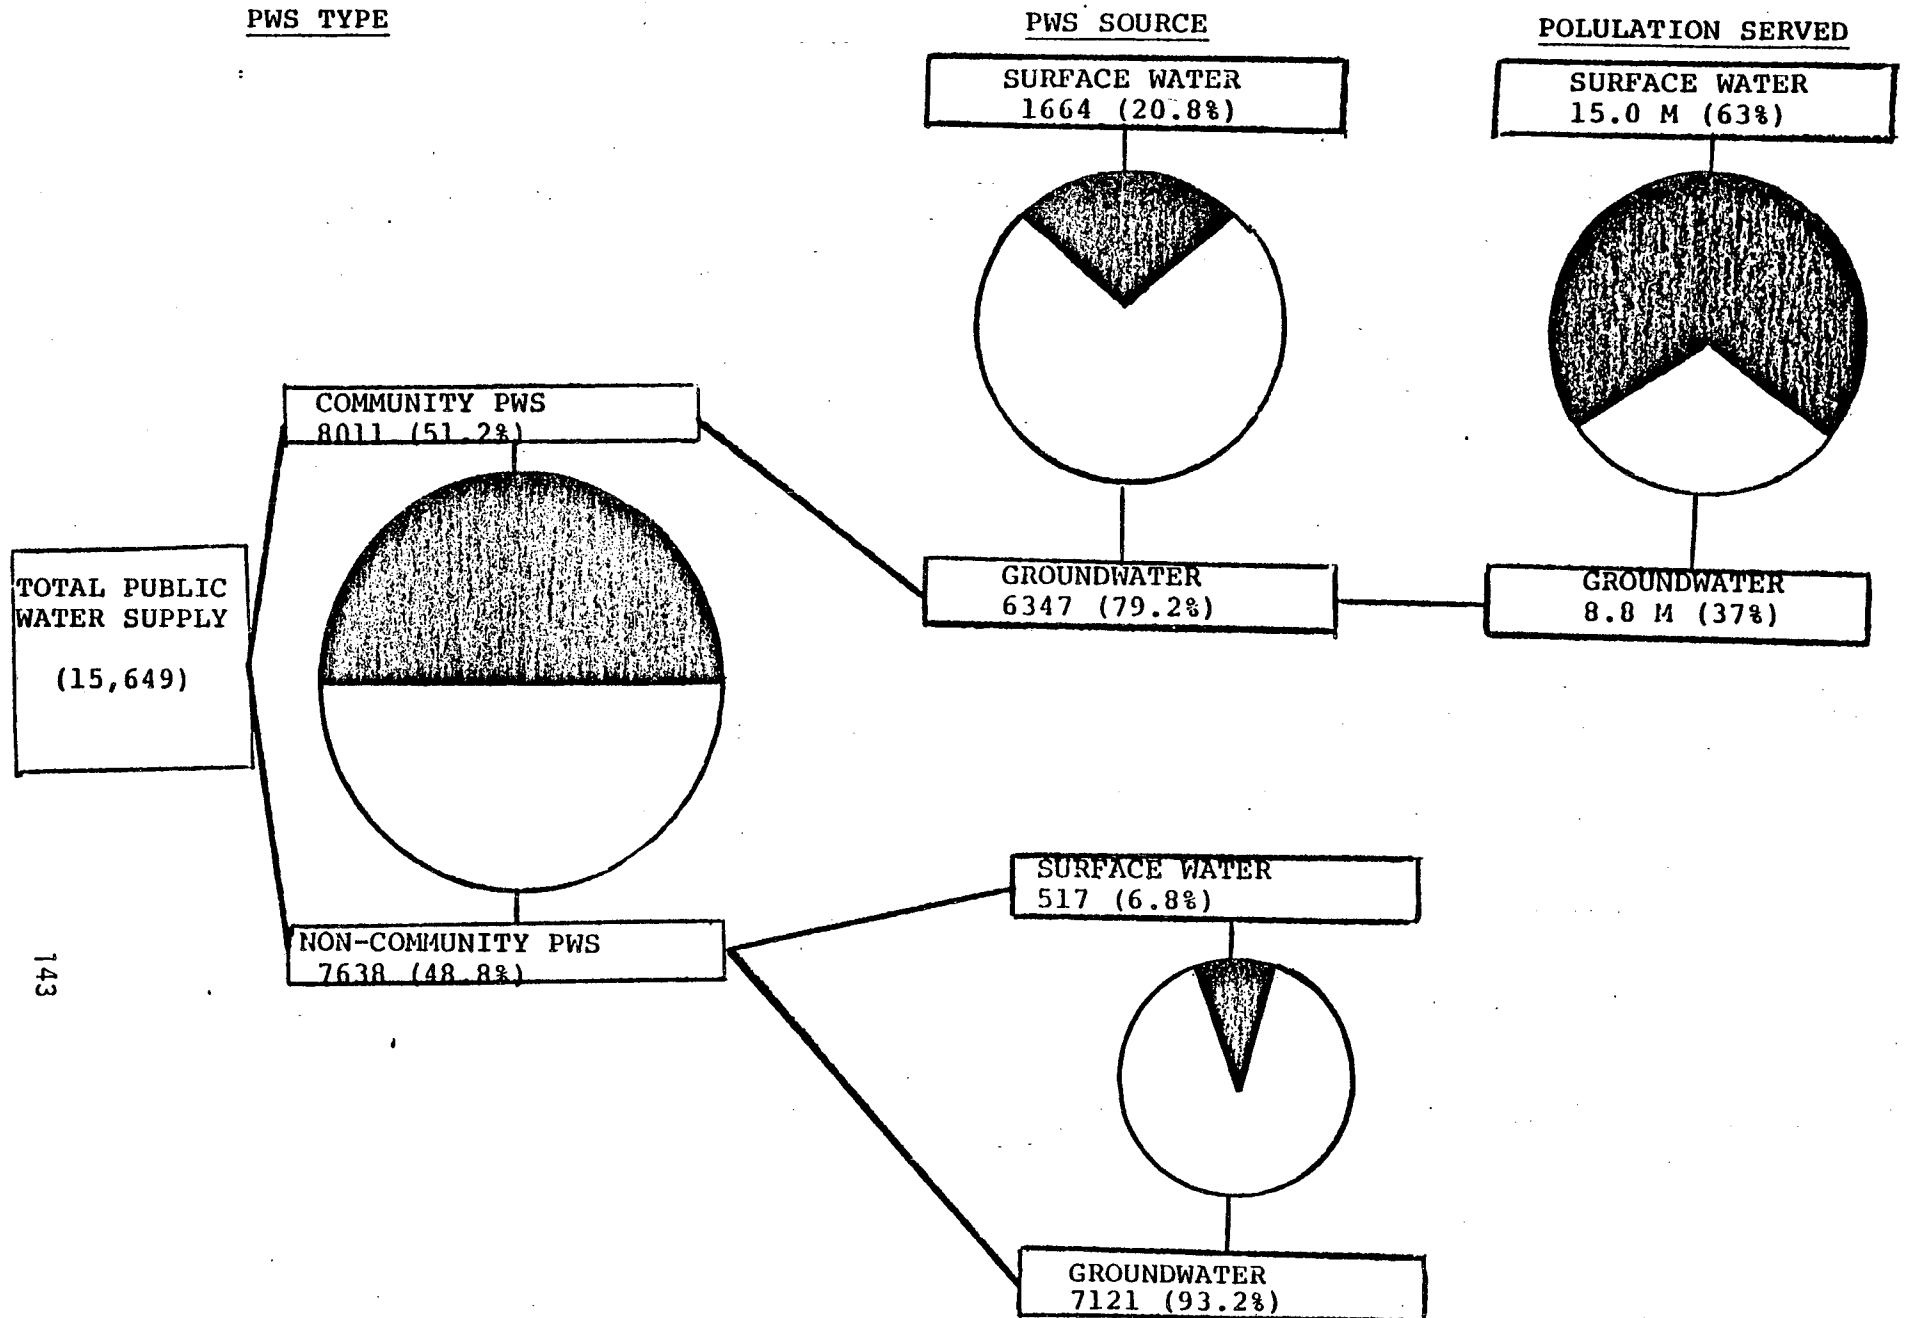 PWS TYPE
PWS SOURCE
POLULATION SERVED
SURFACE WATER
1664 (20.8%)
SURFACE WATER
15.0 M (63%)
COMMUNITY PWS
8011 (51.2%)
TOTAL PUBLIC
WATER SUPPLY
(15,649)
GROUNDWATER
6347 (79.2%)
GROUNDWATER
8.8 M (37%)
NON-COMMUNITY PWS
7638 (48.8%)
SURFACE WATER
517 (6.8%)
GROUNDWATER
7121 (93.2%)
143